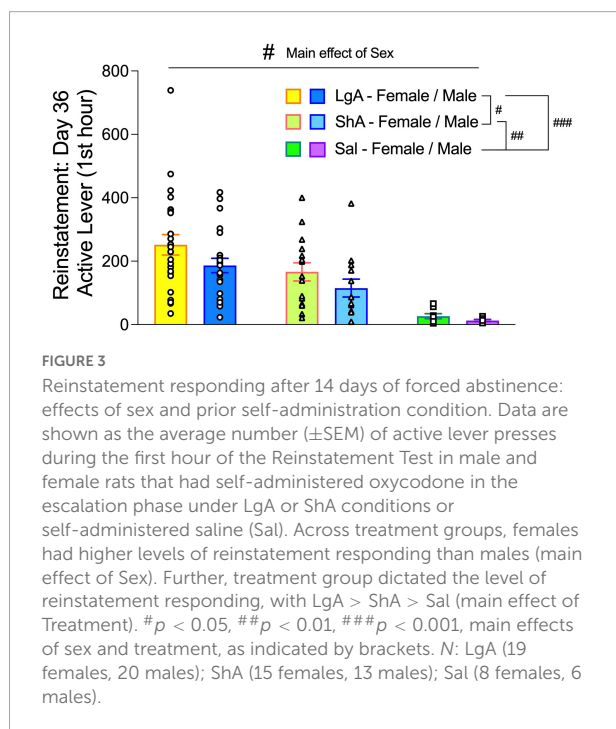 # Main effect of Sex
800
600
400
200
0
Reinstatement: Day 36
Active Lever (1st hour)
LgA - Female / Male
ShA - Female / Male
Sal - Female / Male
#
##
###
FIGURE 3
Reinstatement responding after 14 days of forced abstinence:
effects of sex and prior self-administration condition. Data are
shown as the average number (±SEM) of active lever presses
during the first hour of the Reinstatement Test in male and
female rats that had self-administered oxycodone in the
escalation phase under LgA or ShA conditions or
self-administered saline (Sal). Across treatment groups, females
had higher levels of reinstatement responding than males (main
effect of Sex). Further, treatment group dictated the level of
reinstatement responding, with LgA > ShA > Sal (main effect of
Treatment). #p < 0.05, ##p < 0.01, ###p < 0.001, main effects
of sex and treatment, as indicated by brackets. N: LgA (19
females, 20 males); ShA (15 females, 13 males); Sal (8 females, 6
males).